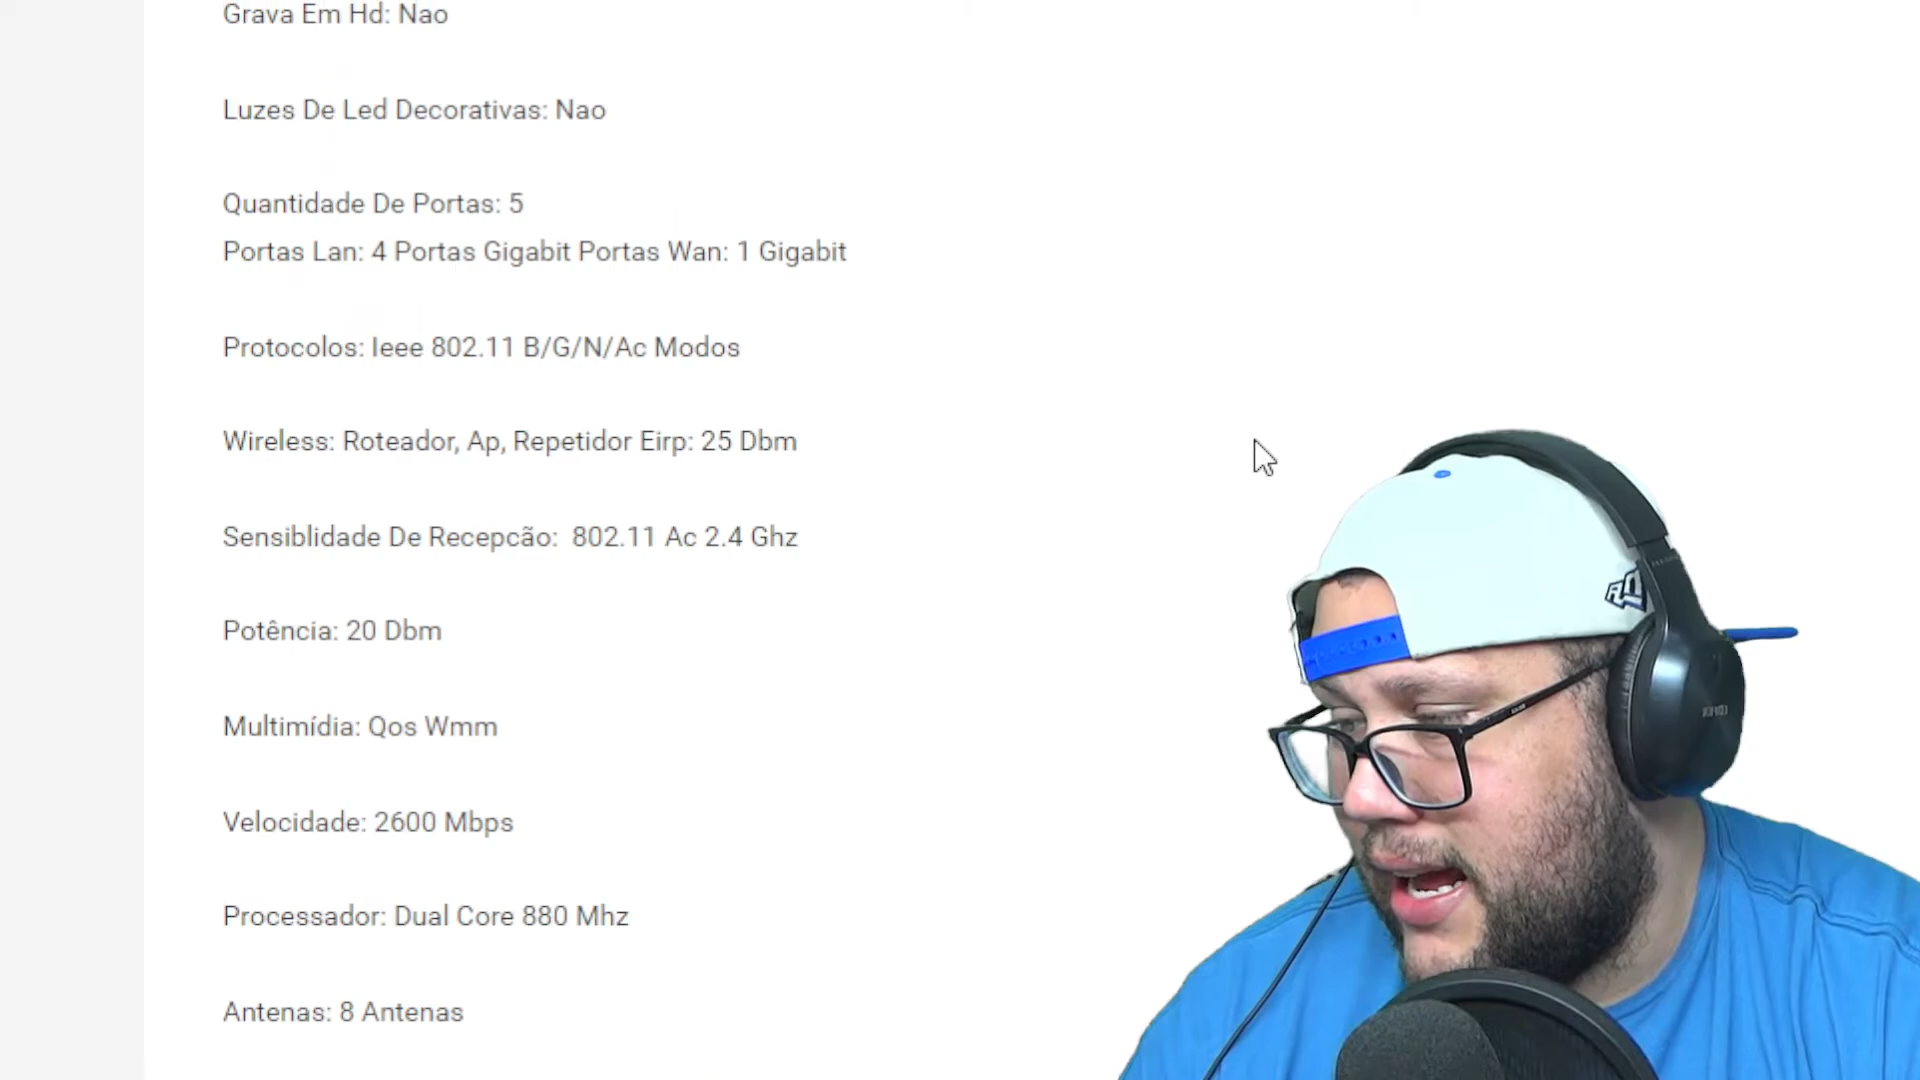 Grava Em Hd: Nao
Luzes De Led Decorativas: Nao
Quantidade De Portas: 5
Portas Lan: 4 Portas Gigabit Portas Wan: 1 Gigabit
Protocolos: Ieee 802.11 B/G/N/Ac Modos
Wireless: Roteador, Ap, Repetidor Eirp: 25 Dbm
Sensiblidade De Recepcão:  802.11 Ac 2.4 Ghz
Potência: 20 Dbm
Multimídia: Qos Wmm
Velocidade: 2600 Mbps
Processador: Dual Core 880 Mhz
Antenas: 8 Antenas